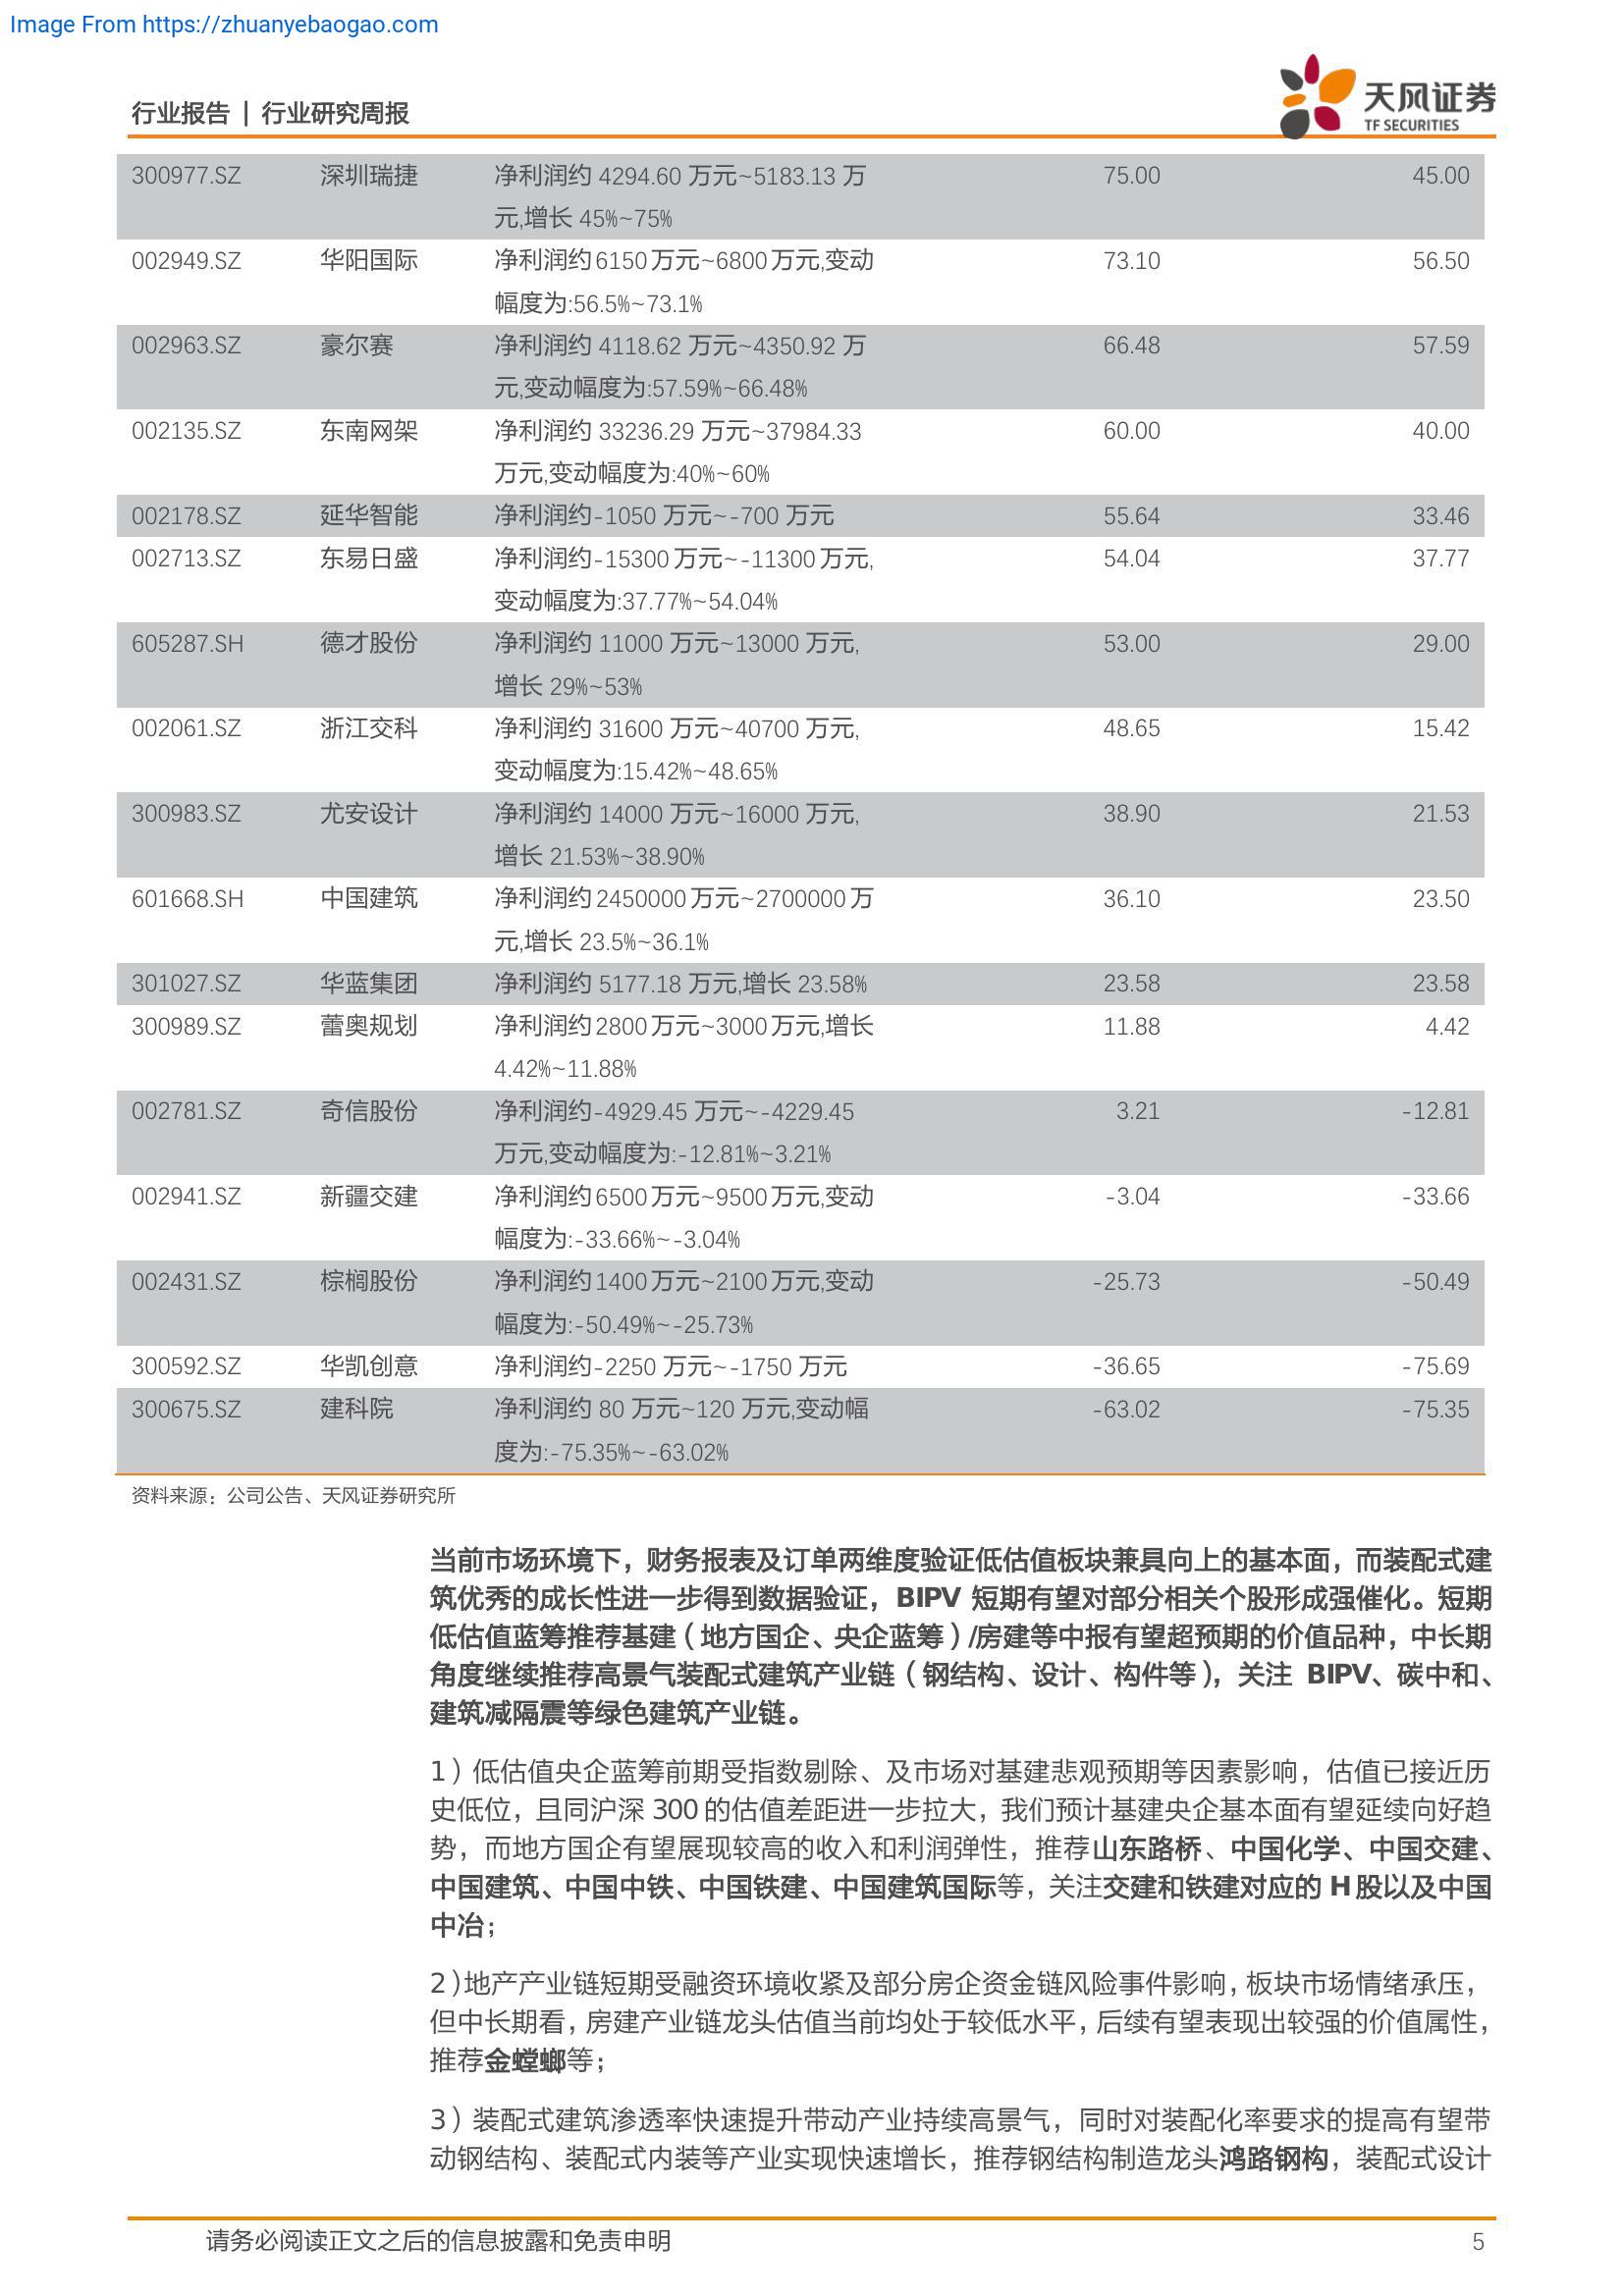 Image From https://zhuanyebaogao.com
行业报告 | 行业研究周报
天风证券
TF SECURITIES
300977.SZ 深圳瑞捷 净利润约 4294.60 万元~5183.13 万 75.00 45.00
元,增长 45%~75%
002949.SZ 华阳国际 净利润约 6150 万元~6800 万元,变动 73.10 56.50
幅度为:56.5%~73.1%
002963.SZ 豪尔赛 净利润约 4118.62 万元~4350.92 万 66.48 57.59
元,变动幅度为:57.59%~66.48%
002135.SZ 东南网架 净利润约 33236.29 万元~37984.33 60.00 40.00
万元,变动幅度为:40%~60%
002178.SZ 延华智能 净利润约-1050 万元~-700 万元 55.64 33.46
002713.SZ 东易日盛 净利润约-15300 万元~-11300 万元, 54.04 37.77
变动幅度为:37.77%~54.04%
605287.SH 德才股份 净利润约 11000 万元~13000 万元, 53.00 29.00
增长 29%~53%
002061.SZ 浙江交科 净利润约 31600 万元~40700 万元, 48.65 15.42
变动幅度为:15.42%~48.65%
300983.SZ 尤安设计 净利润约 14000 万元~16000 万元, 38.90 21.53
增长 21.53%~38.90%
601668.SH 中国建筑 净利润约 2450000 万元~2700000 万 36.10 23.50
元,增长 23.5%~36.1%
301027.SZ 华蓝集团 净利润约 5177.18 万元,增长 23.58% 23.58 23.58
300989.SZ 蕾奥规划 净利润约 2800 万元~3000 万元,增长 11.88 4.42
4.42%~11.88%
002781.SZ 奇信股份 净利润约-4929.45 万元~-4229.45 3.21 -12.81
万元,变动幅度为:-12.81%~3.21%
002941.SZ 新疆交建 净利润约 6500 万元~9500 万元,变动 -3.04 -33.66
幅度为:-33.66%~-3.04%
002431.SZ 棕榈股份 净利润约 1400 万元~2100 万元,变动 -25.73 -50.49
幅度为:-50.49%~-25.73%
300592.SZ 华凯创意 净利润约-2250 万元~-1750 万元 -36.65 -75.69
300675.SZ 建科院 净利润约 80 万元~120 万元,变动幅 -63.02 -75.35
度为:-75.35%~-63.02%
资料来源：公司公告、天风证券研究所
当前市场环境下，财务报表及订单两维度验证低估值板块兼具向上的基本面，而装配式建
筑优秀的成长性进一步得到数据验证，BIPV 短期有望对部分相关个股形成强催化。短期
低估值蓝筹推荐基建（地方国企、央企蓝筹）/房建等中报有望超预期的价值品种，中长期
角度继续推荐高景气装配式建筑产业链（钢结构、设计、构件等），关注 BIPV、碳中和、
建筑减隔震等绿色建筑产业链。
1）低估值央企蓝筹前期受指数剔除、及市场对基建悲观预期等因素影响，估值已接近历
史低位，且同沪深 300 的估值差距进一步拉大，我们预计基建央企基本面有望延续向好趋
势，而地方国企有望展现较高的收入和利润弹性，推荐山东路桥、中国化学、中国交建、
中国建筑、中国中铁、中国铁建、中国建筑国际等，关注交建和铁建对应的 H 股以及中国
中冶；
2）地产产业链短期受融资环境收紧及部分房企资金链风险事件影响，板块市场情绪承压，
但中长期看，房建产业链龙头估值当前均处于较低水平，后续有望表现出较强的价值属性，
推荐金螳螂等；
3）装配式建筑渗透率快速提升带动产业持续高景气，同时对装配化率要求的提高有望带
动钢结构、装配式内装等产业实现快速增长，推荐钢结构制造龙头鸿路钢构，装配式设计
请务必阅读正文之后的信息披露和免责申明 5